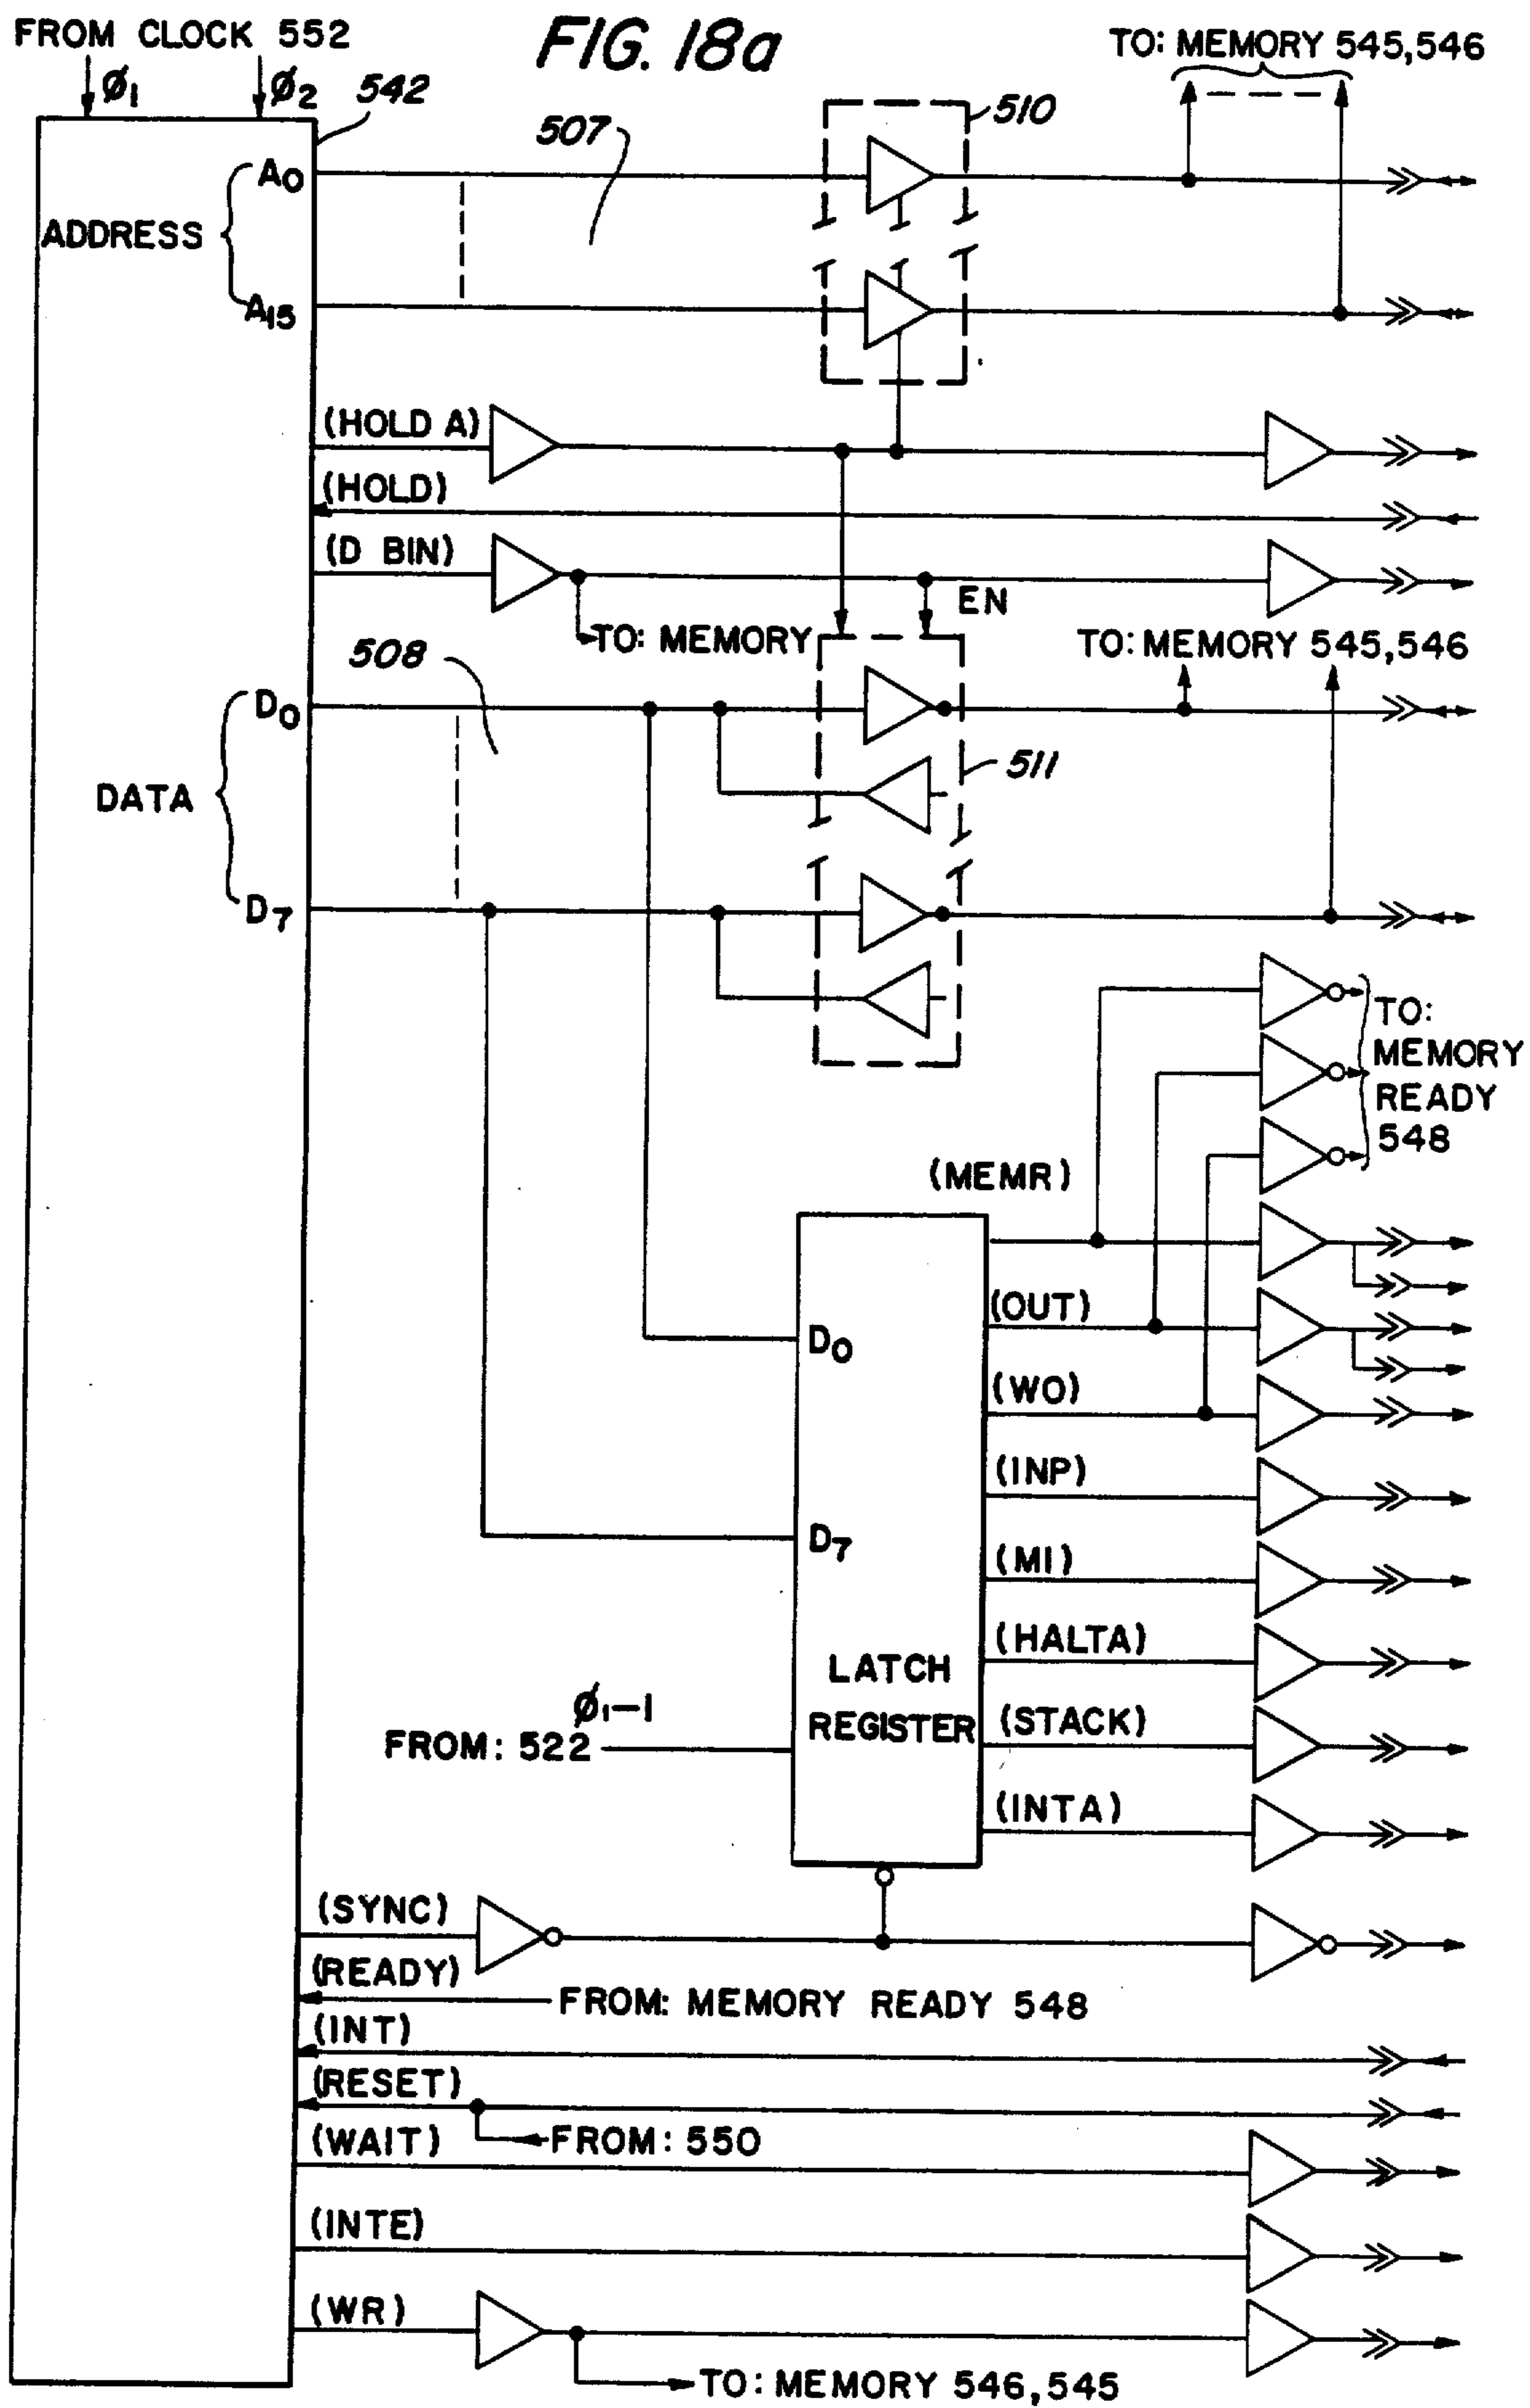 FROM CLOCK 552
FIG. 18a
TO: MEMORY 545,546
Ø1
Ø2
542
507
510
A0
ADDRESS
A15
(HOLD A)
(HOLD)
(D BIN)
EN
TO: MEMORY
TO: MEMORY 545,546
508
D0
511
DATA
D7
TO:
MEMORY
READY
548
(MEMR)
(OUT)
D0
(WO)
(INP)
D7
(MI)
(HALTA)
LATCH
REGISTER
Ø1-1
FROM: 522
(STACK)
(INTA)
(SYNC)
(READY)
FROM: MEMORY READY 548
(INT)
(RESET)
FROM: 550
(WAIT)
(INTE)
(WR)
TO: MEMORY 546,545